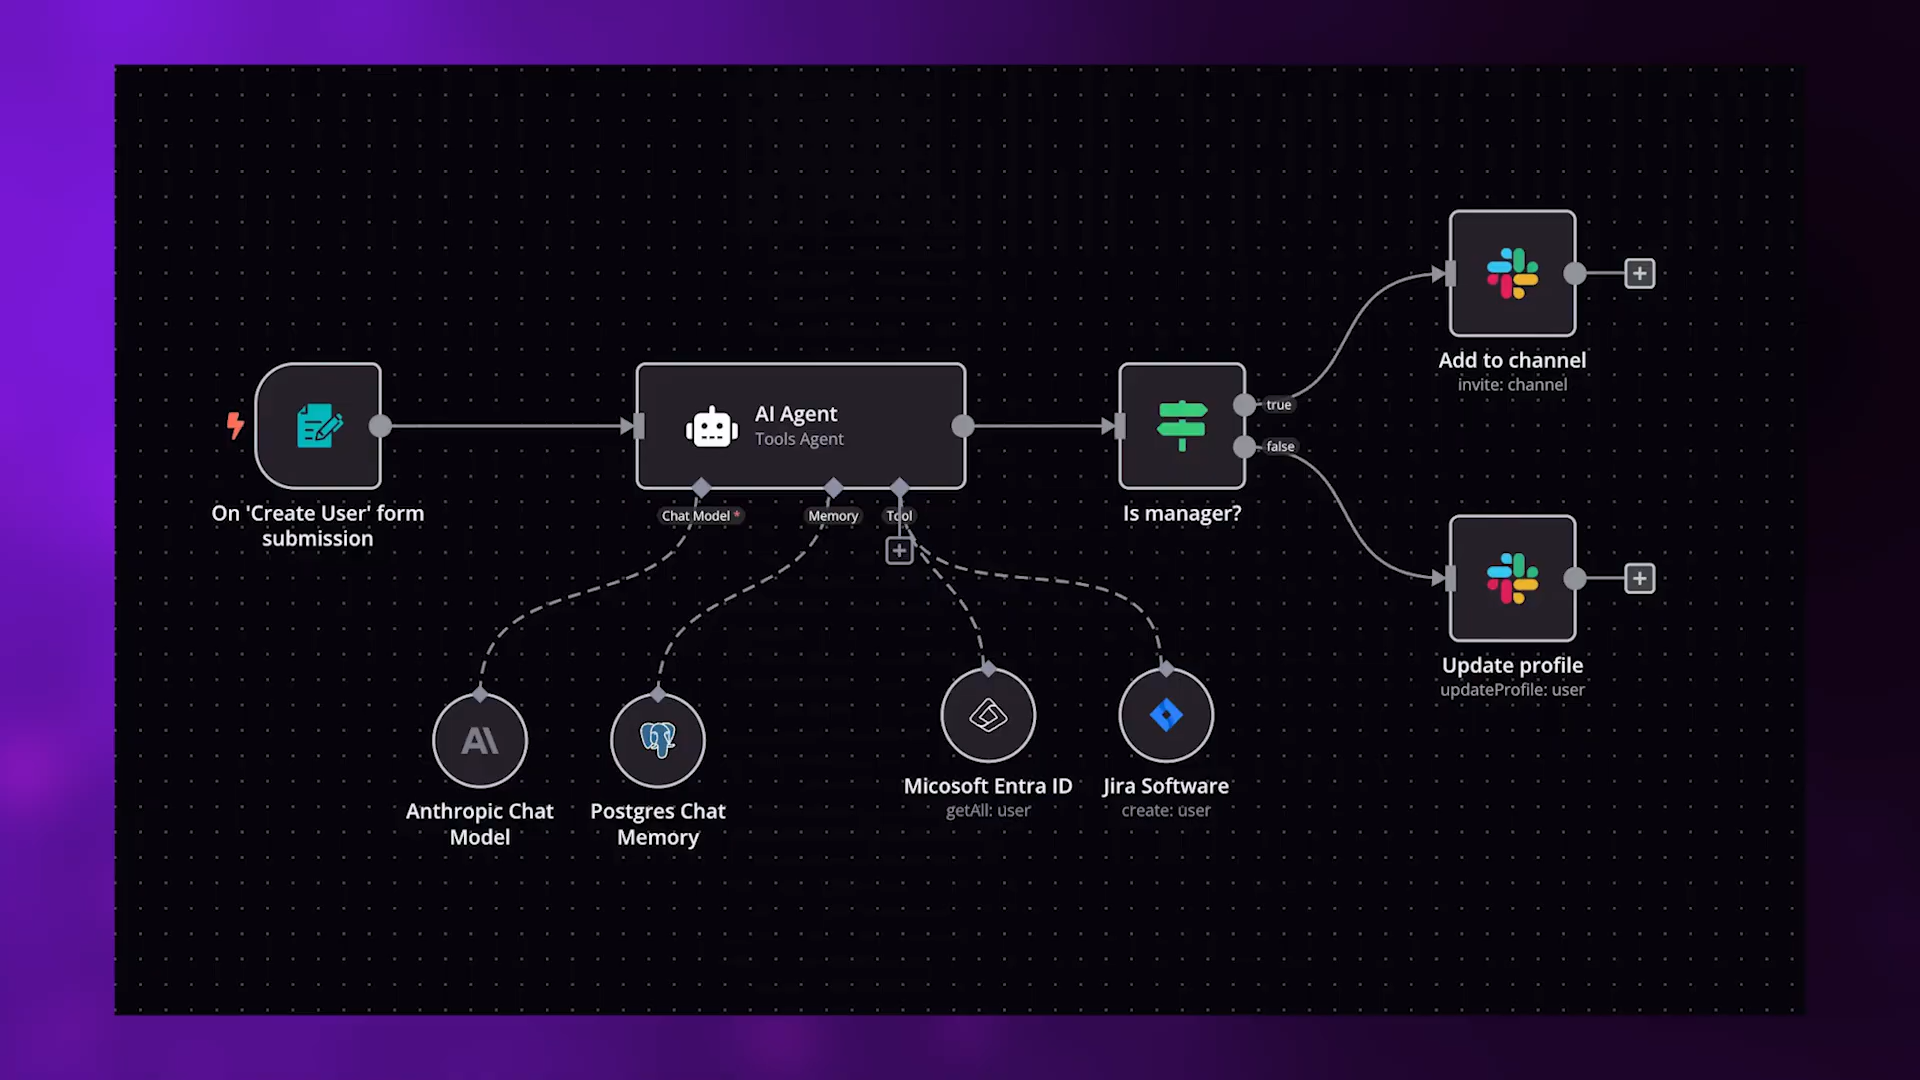 On 'Create User' form
submission
AI Agent
Tools Agent
Chat Model *
Memory
Tool
Anthropic Chat
Model
Postgres Chat
Memory
Micosoft Entra ID
getAll: user
Jira Software
create: user
Is manager?
true
false
Add to channel
invite: channel
Update profile
updateProfile: user